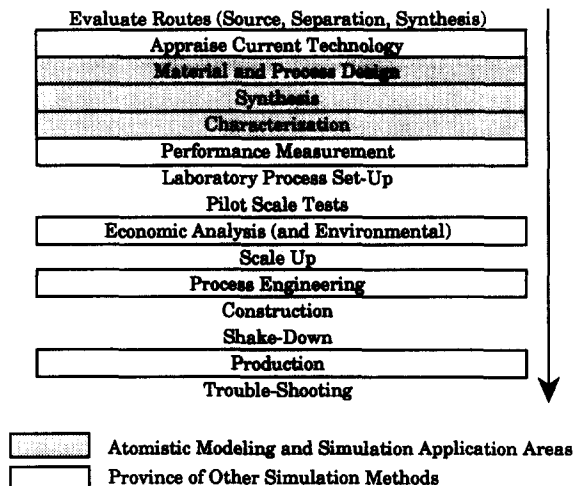 Evaluate Routes (Source, Separation, Synthesis)
Appraise Current Technology
Material and Process Design
Synthesis
Characterization
Performance Measurement
Laboratory Process Set-Up
Pilot Scale Tests
Economic Analysis (and Environmental)
Scale Up
Process Engineering
Construction
Shake-Down
Production
Trouble-Shooting
Atomistic Modeling and Simulation Application Areas
Province of Other Simulation Methods